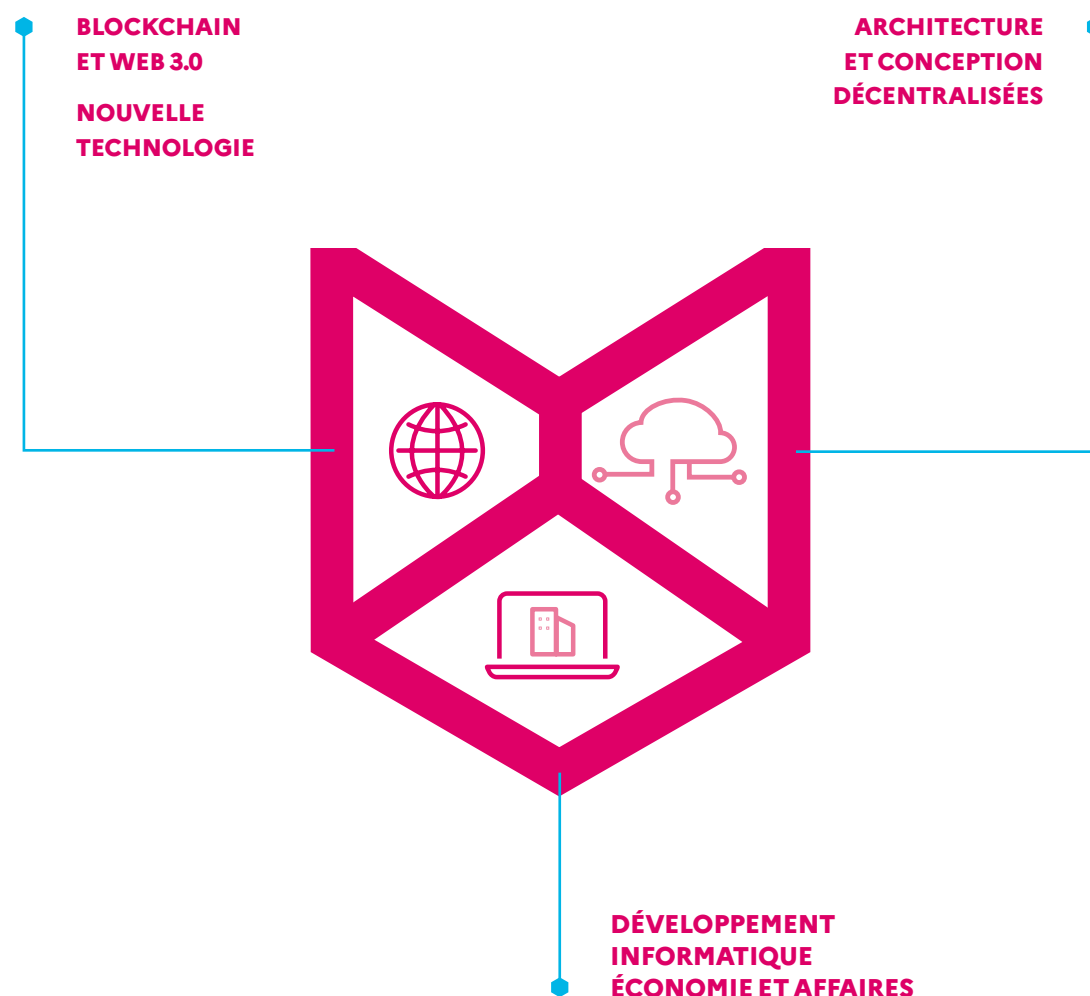 BLOCKCHAIN
ET WEB 3.0
NOUVELLE
TECHNOLOGIE
ARCHITECTURE
ET CONCEPTION
DÉCENTRALISÉES
DÉVELOPPEMENT
INFORMATIQUE
ÉCONOMIE ET AFFAIRES